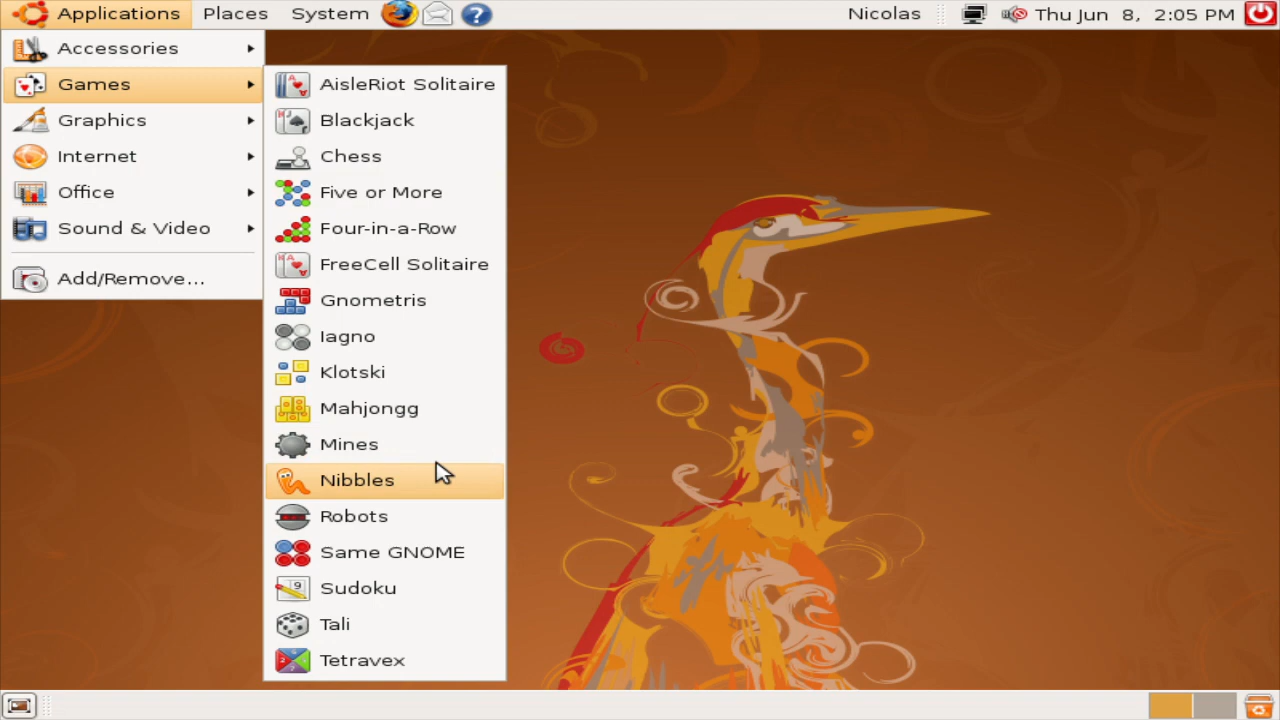 Applications Places System Nicolas Thu Jun 8, 2:05 PM
Accessories
Games
Graphics
Internet
Office
Sound & Video
Add/Remove...
AisleRiot Solitaire
Blackjack
Chess
Five or More
Four-in-a-Row
FreeCell Solitaire
Gnometris
Iagno
Klotski
Mahjongg
Mines
Nibbles
Robots
Same GNOME
Sudoku
Tali
Tetravex